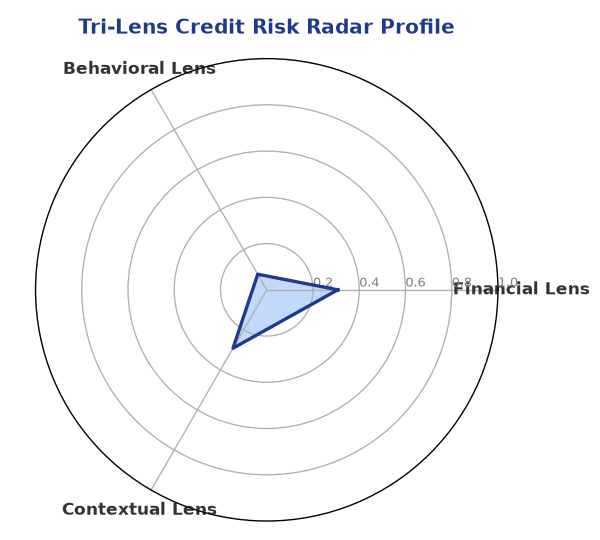 Tri-Lens Credit Risk Radar Profile
Behavioral Lens
0.2 0.4 0.6 0.8 1.0
Financial Lens
Contextual Lens